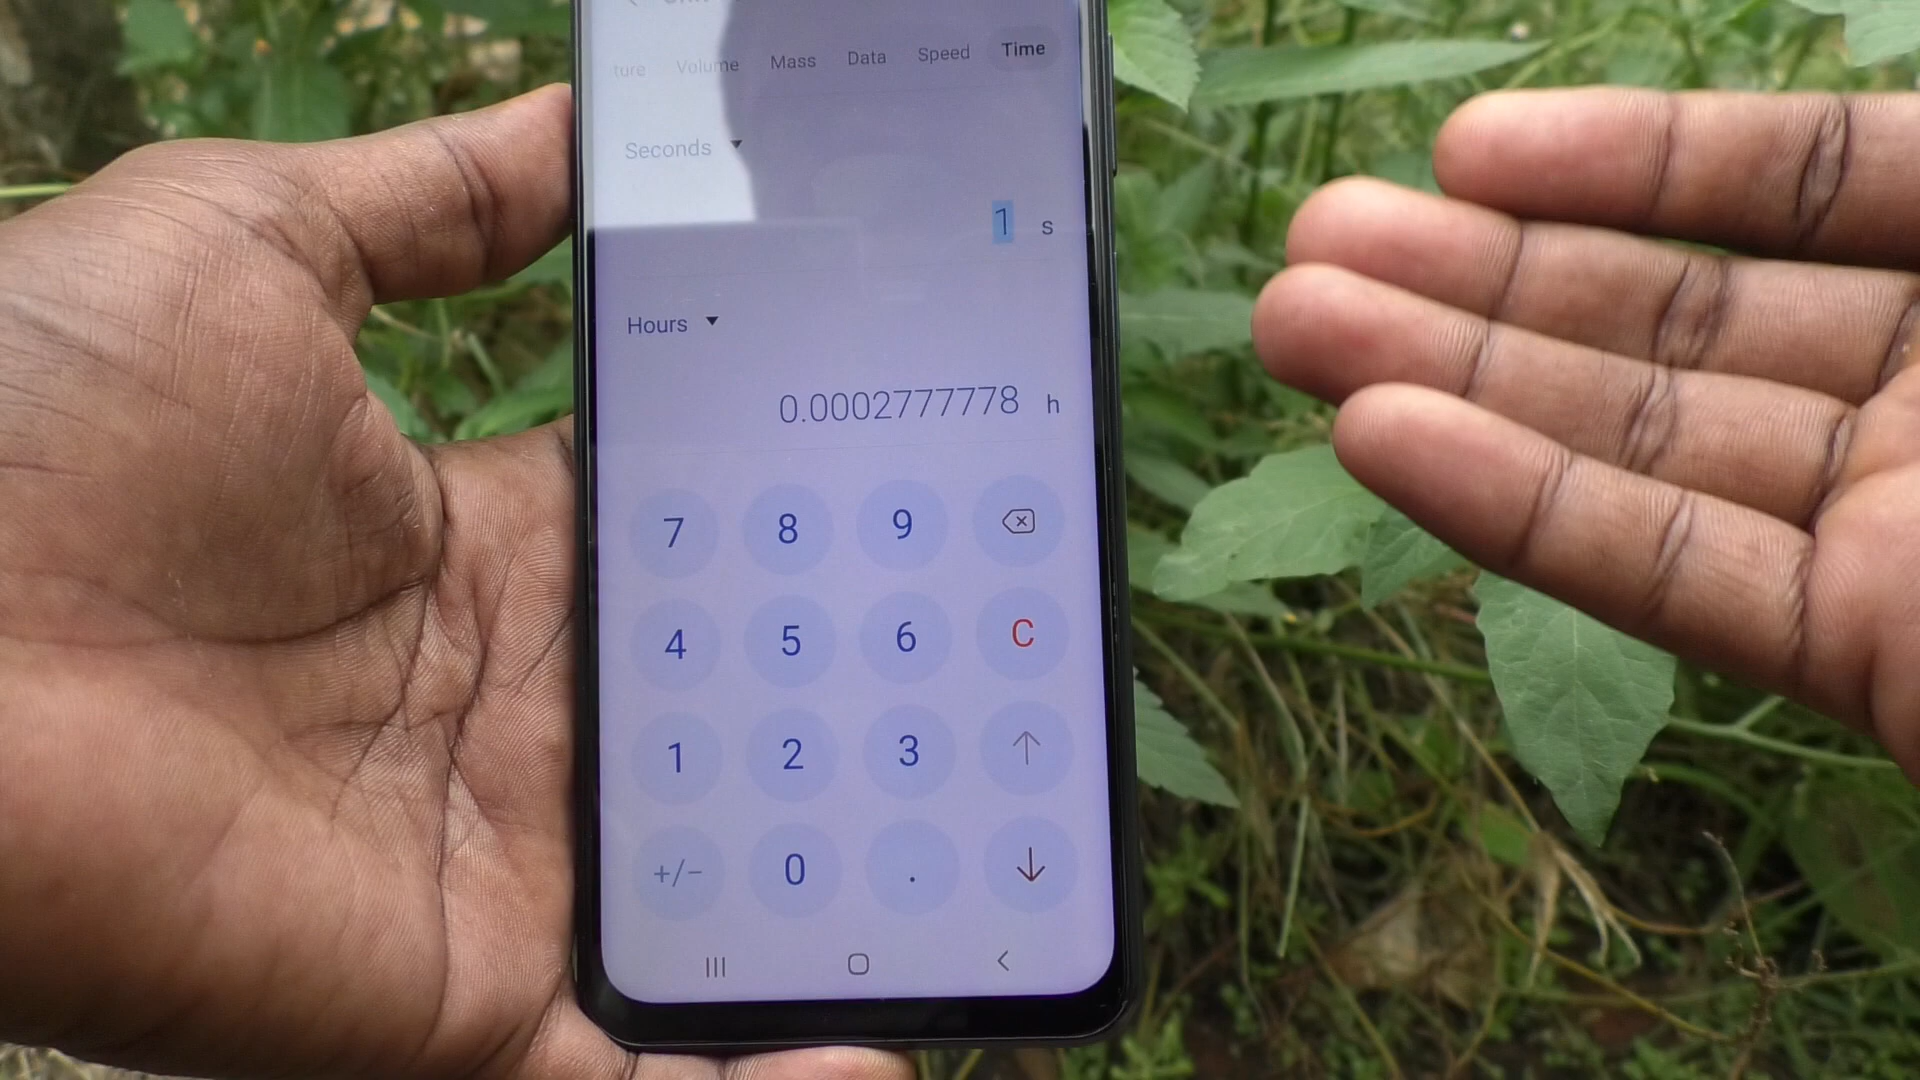 ture Volume Mass Data Speed Time
Seconds
1 s
Hours
0.0002777778 h
7 8 9
4 5 6 C
1 2 3
+/− 0 .